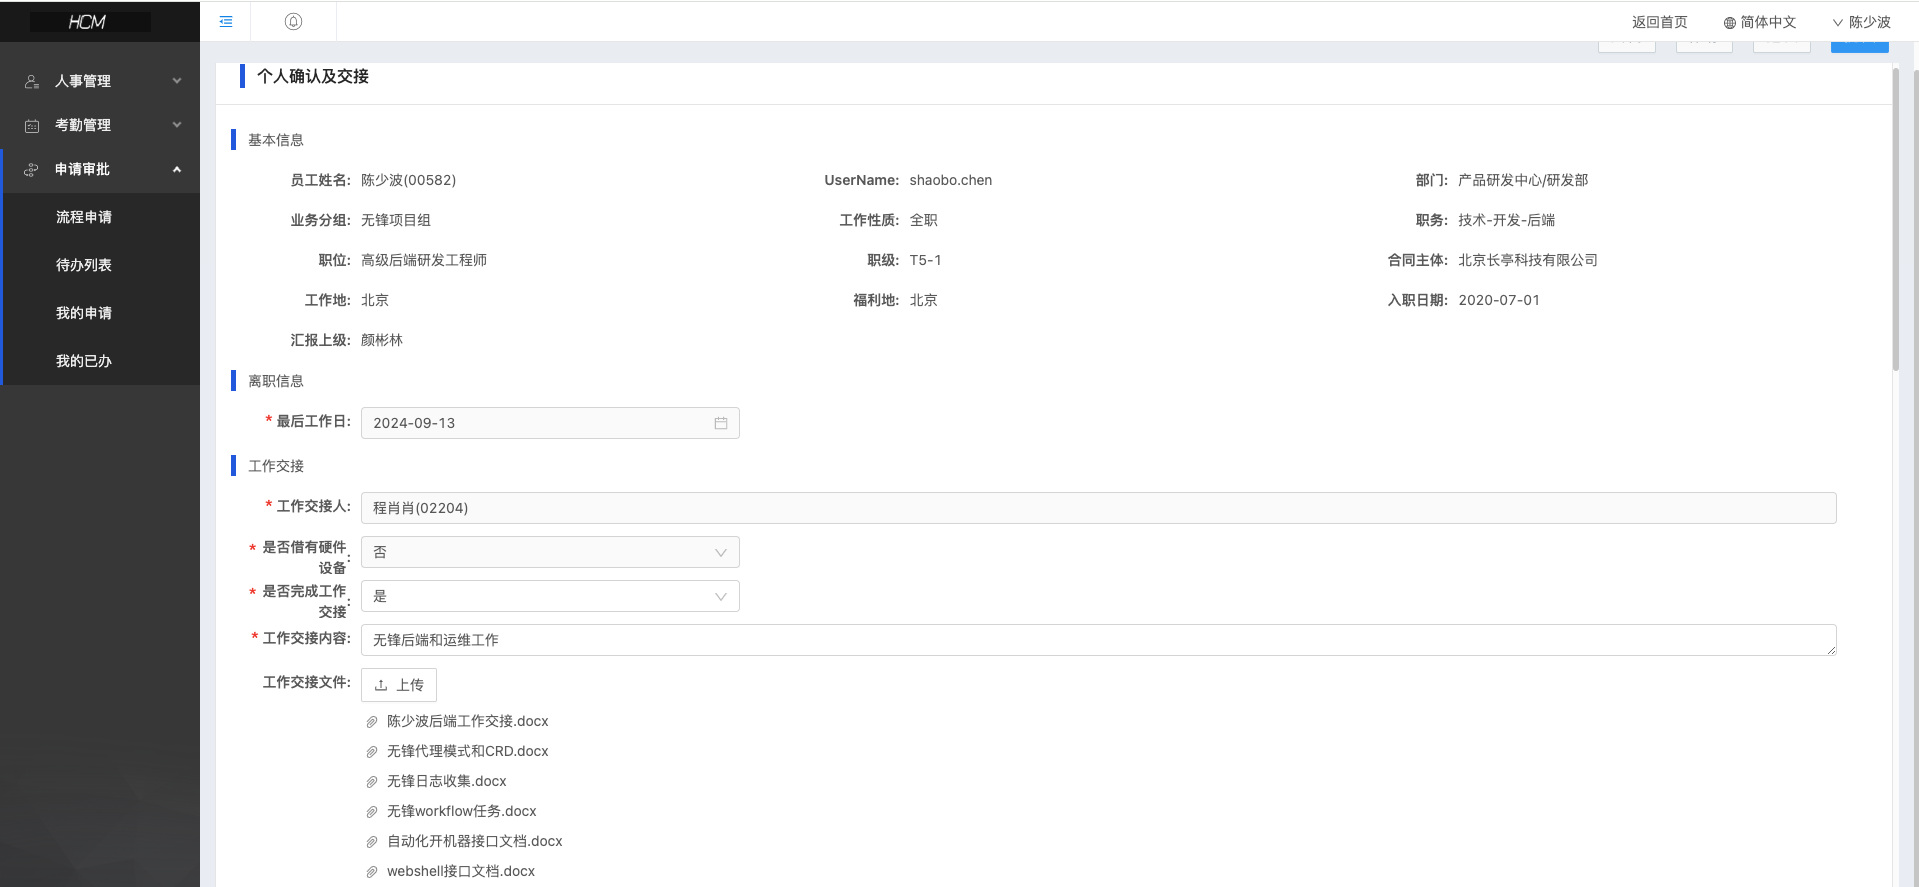 HCM
返回首页
简体中文
陈少波
人事管理
考勤管理
申请审批
流程申请
待办列表
我的申请
我的已办
个人确认及交接
基本信息
员工姓名: 陈少波(00582) UserName: shaobo.chen 部门: 产品研发中心/研发部
业务分组: 无锋项目组 工作性质: 全职 职务: 技术-开发-后端
职位: 高级后端研发工程师 职级: T5-1 合同主体: 北京长亭科技有限公司
工作地: 北京 福利地: 北京 入职日期: 2020-07-01
汇报上级: 颜彬林
离职信息
* 最后工作日: 2024-09-13
工作交接
* 工作交接人: 程肖肖(02204)
* 是否借有硬件设备: 否
* 是否完成工作交接: 是
* 工作交接内容: 无锋后端和运维工作
工作交接文件: 上传
陈少波后端工作交接.docx
无锋代理模式和CRD.docx
无锋日志收集.docx
无锋workflow任务.docx
自动化开机器接口文档.docx
webshell接口文档.docx